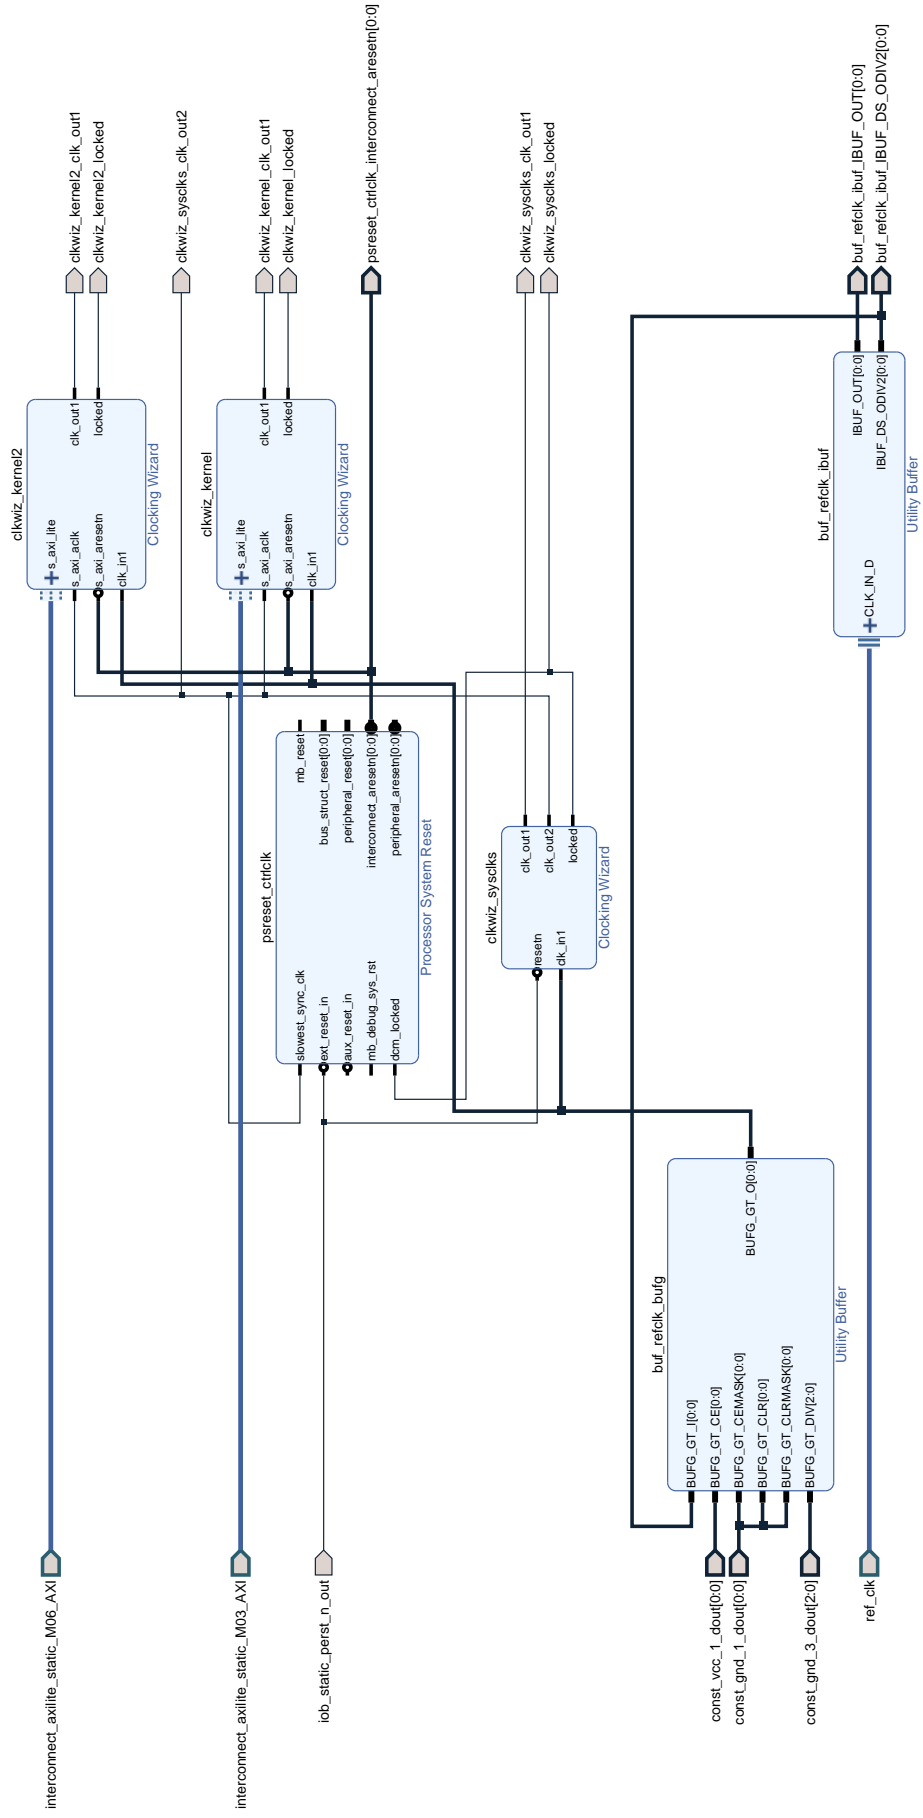 interconnect_axilite_static_M06_AXI
interconnect_axilite_static_M03_AXI
iob_static_perst_n_out
const_vcc_1_dout[0:0]
const_gnd_1_dout[0:0]
const_gnd_3_dout[2:0]
ref_clk
buf_refclk_bufg
BUFG_GT_I[0:0]
BUFG_GT_CE[0:0]
BUFG_GT_CEMASK[0:0]
BUFG_GT_CLR[0:0]
BUFG_GT_CLRMASK[0:0]
BUFG_GT_DIV[2:0]
BUFG_GT_O[0:0]
Utility Buffer
psreset_ctrlclk
slowest_sync_clk
ext_reset_in
aux_reset_in
mb_debug_sys_rst
dcm_locked
mb_reset
bus_struct_reset[0:0]
peripheral_reset[0:0]
interconnect_aresetn[0:0]
peripheral_aresetn[0:0]
Processor System Reset
clkwiz_sysclks
resetn
clk_in1
clk_out1
clk_out2
locked
Clocking Wizard
clkwiz_kernel2
s_axi_lite
s_axi_aclk
s_axi_aresetn
clk_in1
clk_out1
locked
Clocking Wizard
clkwiz_kernel
s_axi_lite
s_axi_aclk
s_axi_aresetn
clk_in1
clk_out1
locked
Clocking Wizard
buf_refclk_ibuf
CLK_IN_D
IBUF_OUT[0:0]
IBUF_DS_ODIV2[0:0]
Utility Buffer
clkwiz_kernel2_clk_out1
clkwiz_kernel2_locked
clkwiz_sysclks_clk_out2
clkwiz_kernel_clk_out1
clkwiz_kernel_locked
psreset_ctrlclk_interconnect_aresetn[0:0]
clkwiz_sysclks_clk_out1
clkwiz_sysclks_locked
buf_refclk_ibuf_IBUF_OUT[0:0]
buf_refclk_ibuf_IBUF_DS_ODIV2[0:0]